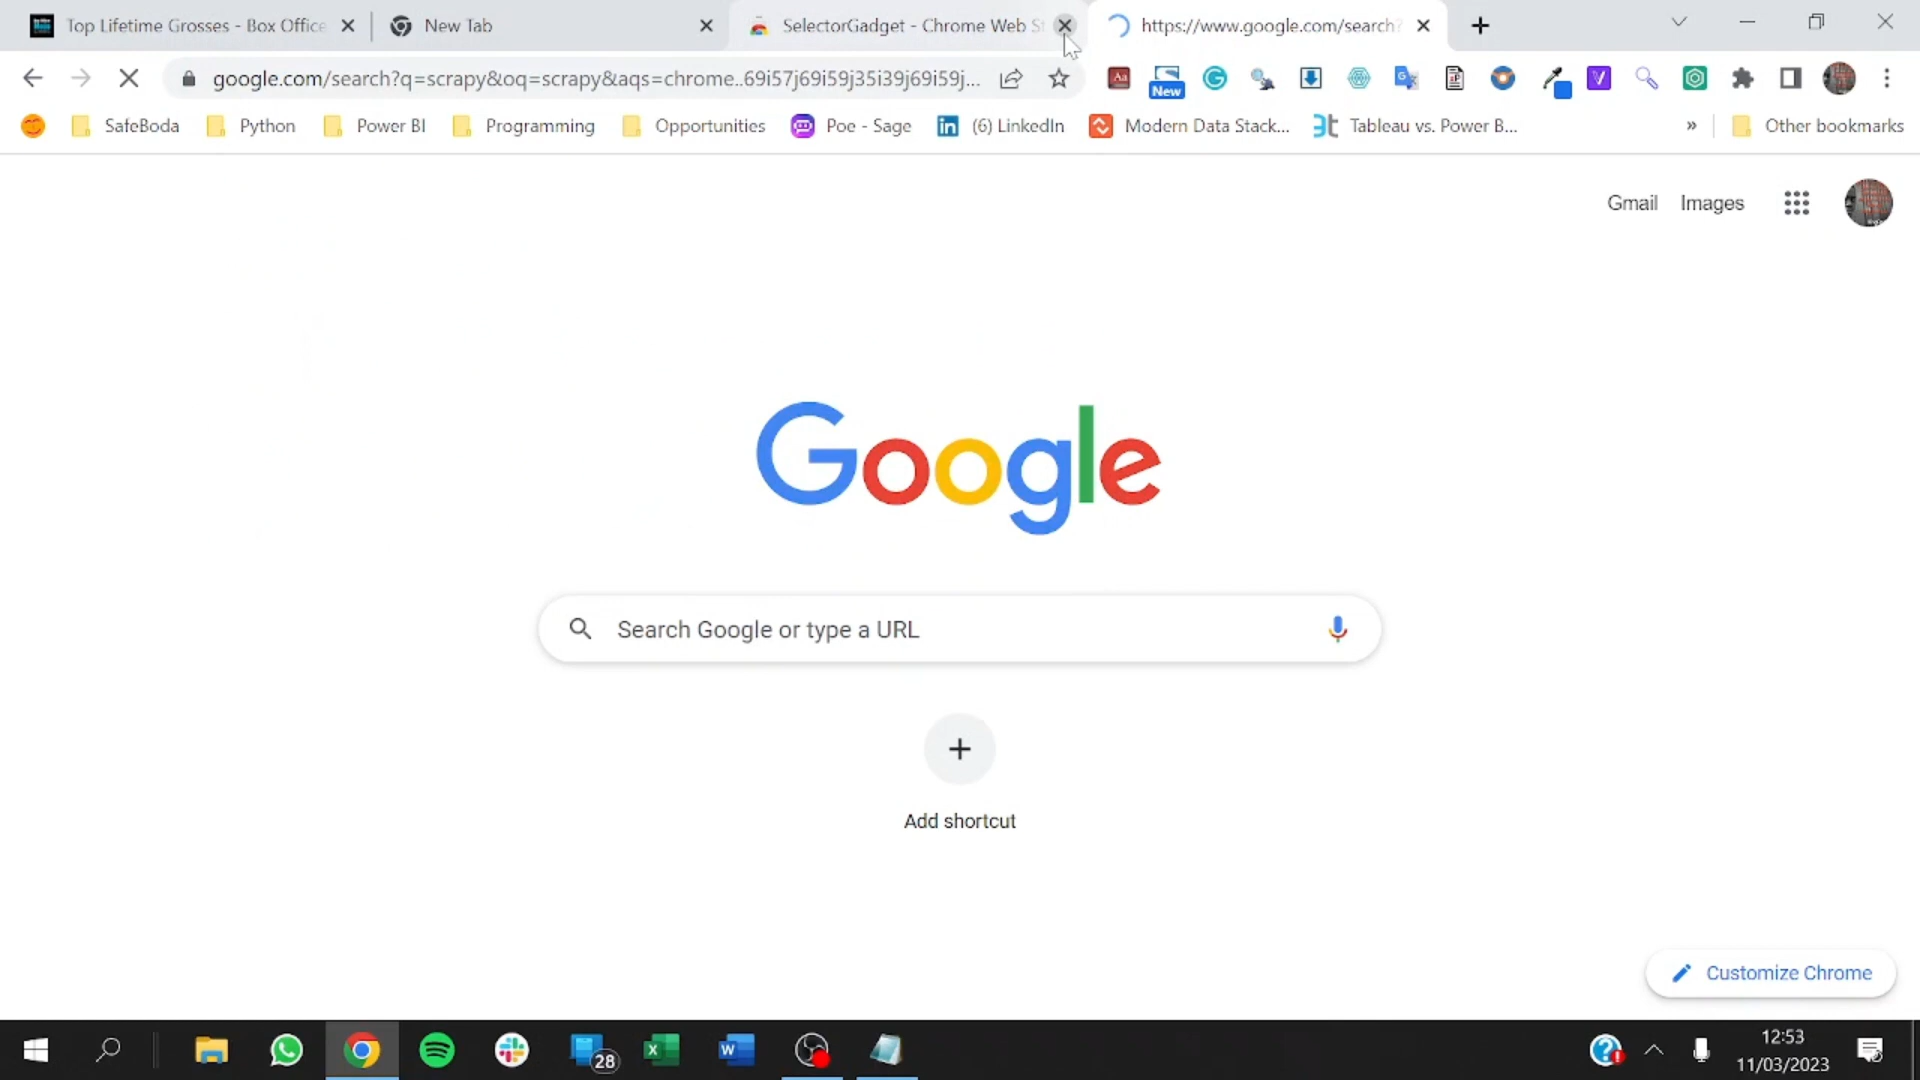 Top Lifetime Grosses - Box Office
New Tab
SelectorGadget - Chrome Web St
https://www.google.com/search?
google.com/search?q=scrapy&oq=scrapy&aqs=chrome..69i57j69i59j35i39j69i59j...
New
SafeBoda
Python
Power BI
Programming
Opportunities
Poe - Sage
(6) LinkedIn
Modern Data Stack...
Tableau vs. Power B...
»
Other bookmarks
Gmail
Images
Google
Search Google or type a URL
Add shortcut
Customize Chrome
28
12:53
11/03/2023